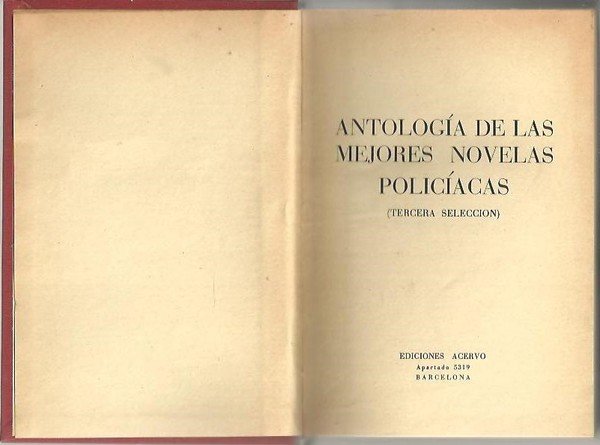 ANTOLOGÍA DE LAS
MEJORES NOVELAS
POLICÍACAS
(TERCERA SELECCION)
EDICIONES ACERVO
Apartado 5319
BARCELONA